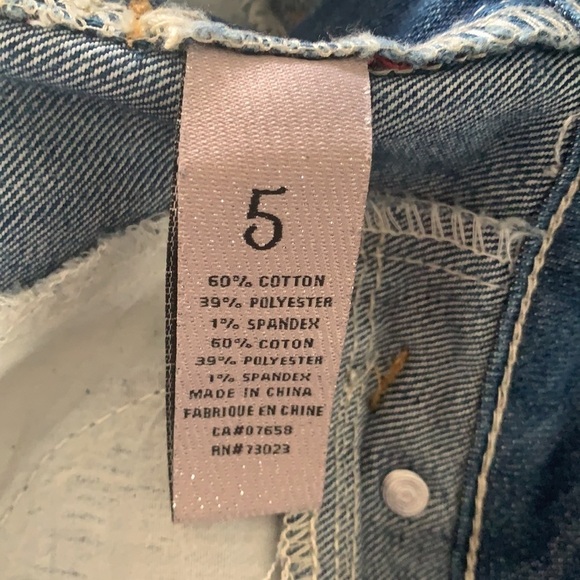 5
60% COTTON
39% POLYESTER
1% SPANDEX
60% COTON
39% POLYESTER
1% SPANDEX
MADE IN CHINA
FABRIQUE EN CHINE
CA#07658
RN#73023